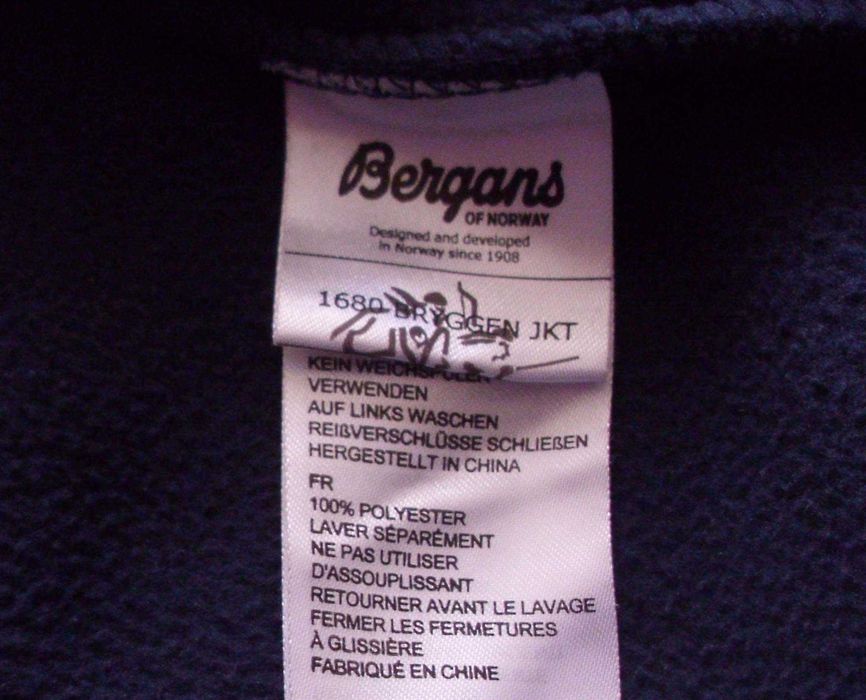 Bergans
OF NORWAY
Designed and developed
in Norway since 1908
1680 BRYGGEN JKT
KEIN WEICHSPÜLER
VERWENDEN
AUF LINKS WASCHEN
REIßVERSCHLÜSSE SCHLIEßEN
HERGESTELLT IN CHINA
FR
100% POLYESTER
LAVER SÉPARÉMENT
NE PAS UTILISER
D'ASSOUPLISSANT
RETOURNER AVANT LE LAVAGE
FERMER LES FERMETURES
À GLISSIÈRE
FABRIQUÉ EN CHINE